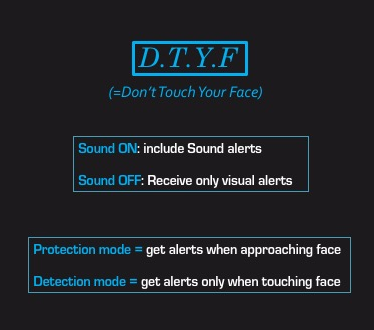 D.T.Y.F
(=Don't Touch Your Face)
Sound ON: include Sound alerts
Sound OFF: Receive only visual alerts
Protection mode = get alerts when approaching face
Detection mode = get alerts only when touching face